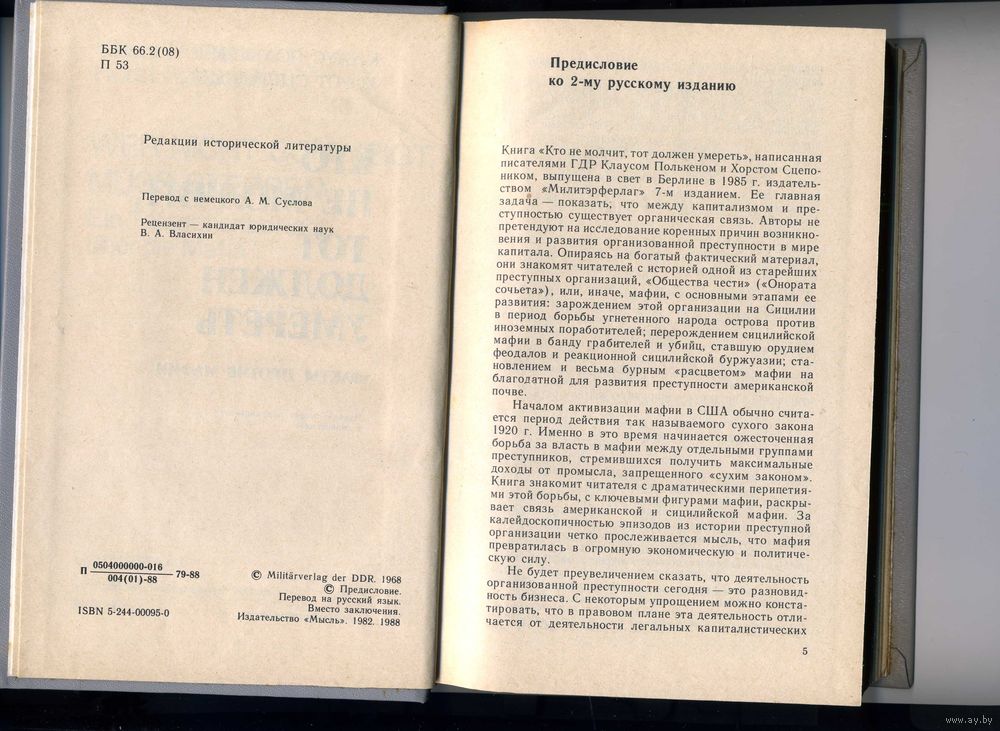 ББК 66.2(08)
П 53
Редакции исторической литературы
Перевод с немецкого А. М. Суслова
Рецензент — кандидат юридических наук
В. А. Власихин
П 0504000000-016 79-88
004(01)-88
ISBN 5-244-00095-0
© Militärverlag der DDR. 1968
© Предисловие.
Перевод на русский язык.
Вместо заключения.
Издательство «Мысль». 1982. 1988
Предисловие
ко 2-му русскому изданию
Книга «Кто не молчит, тот должен умереть», написанная
писателями ГДР Клаусом Полькеном и Хорстом Сцепо-
ником, выпущена в свет в Берлине в 1985 г. издатель-
ством «Милитэрферлаг» 7-м изданием. Ее главная
задача — показать, что между капитализмом и пре-
ступностью существует органическая связь. Авторы не
претендуют на исследование коренных причин возникно-
вения и развития организованной преступности в мире
капитала. Опираясь на богатый фактический материал,
они знакомят читателей с историей одной из старейших
преступных организаций, «Общества чести» («Онората
сочьета»), или, иначе, мафии, с основными этапами ее
развития: зарождением этой организации на Сицилии
в период борьбы угнетенного народа острова против
иноземных поработителей; перерождением сицилийской
мафии в банду грабителей и убийц, ставшую орудием
феодалов и реакционной сицилийской буржуазии; ста-
новлением и весьма бурным «расцветом» мафии на
благодатной для развития преступности американской
почве.
Началом активизации мафии в США обычно счита-
ется период действия так называемого сухого закона
1920 г. Именно в это время начинается ожесточенная
борьба за власть в мафии между отдельными группами
преступников, стремившихся получить максимальные
доходы от промысла, запрещенного «сухим законом».
Книга знакомит читателя с драматическими перипетия-
ми этой борьбы, с ключевыми фигурами мафии, раскры-
вает связь американской и сицилийской мафии. За
калейдоскопичностью эпизодов из истории преступной
организации четко прослеживается мысль, что мафия
превратилась в огромную экономическую и политиче-
скую силу.
Не будет преувеличением сказать, что деятельность
организованной преступности сегодня — это разновид-
ность бизнеса. С некоторым упрощением можно конста-
тировать, что в правовом плане эта деятельность отли-
чается от деятельности легальных капиталистических
5
www.ay.by